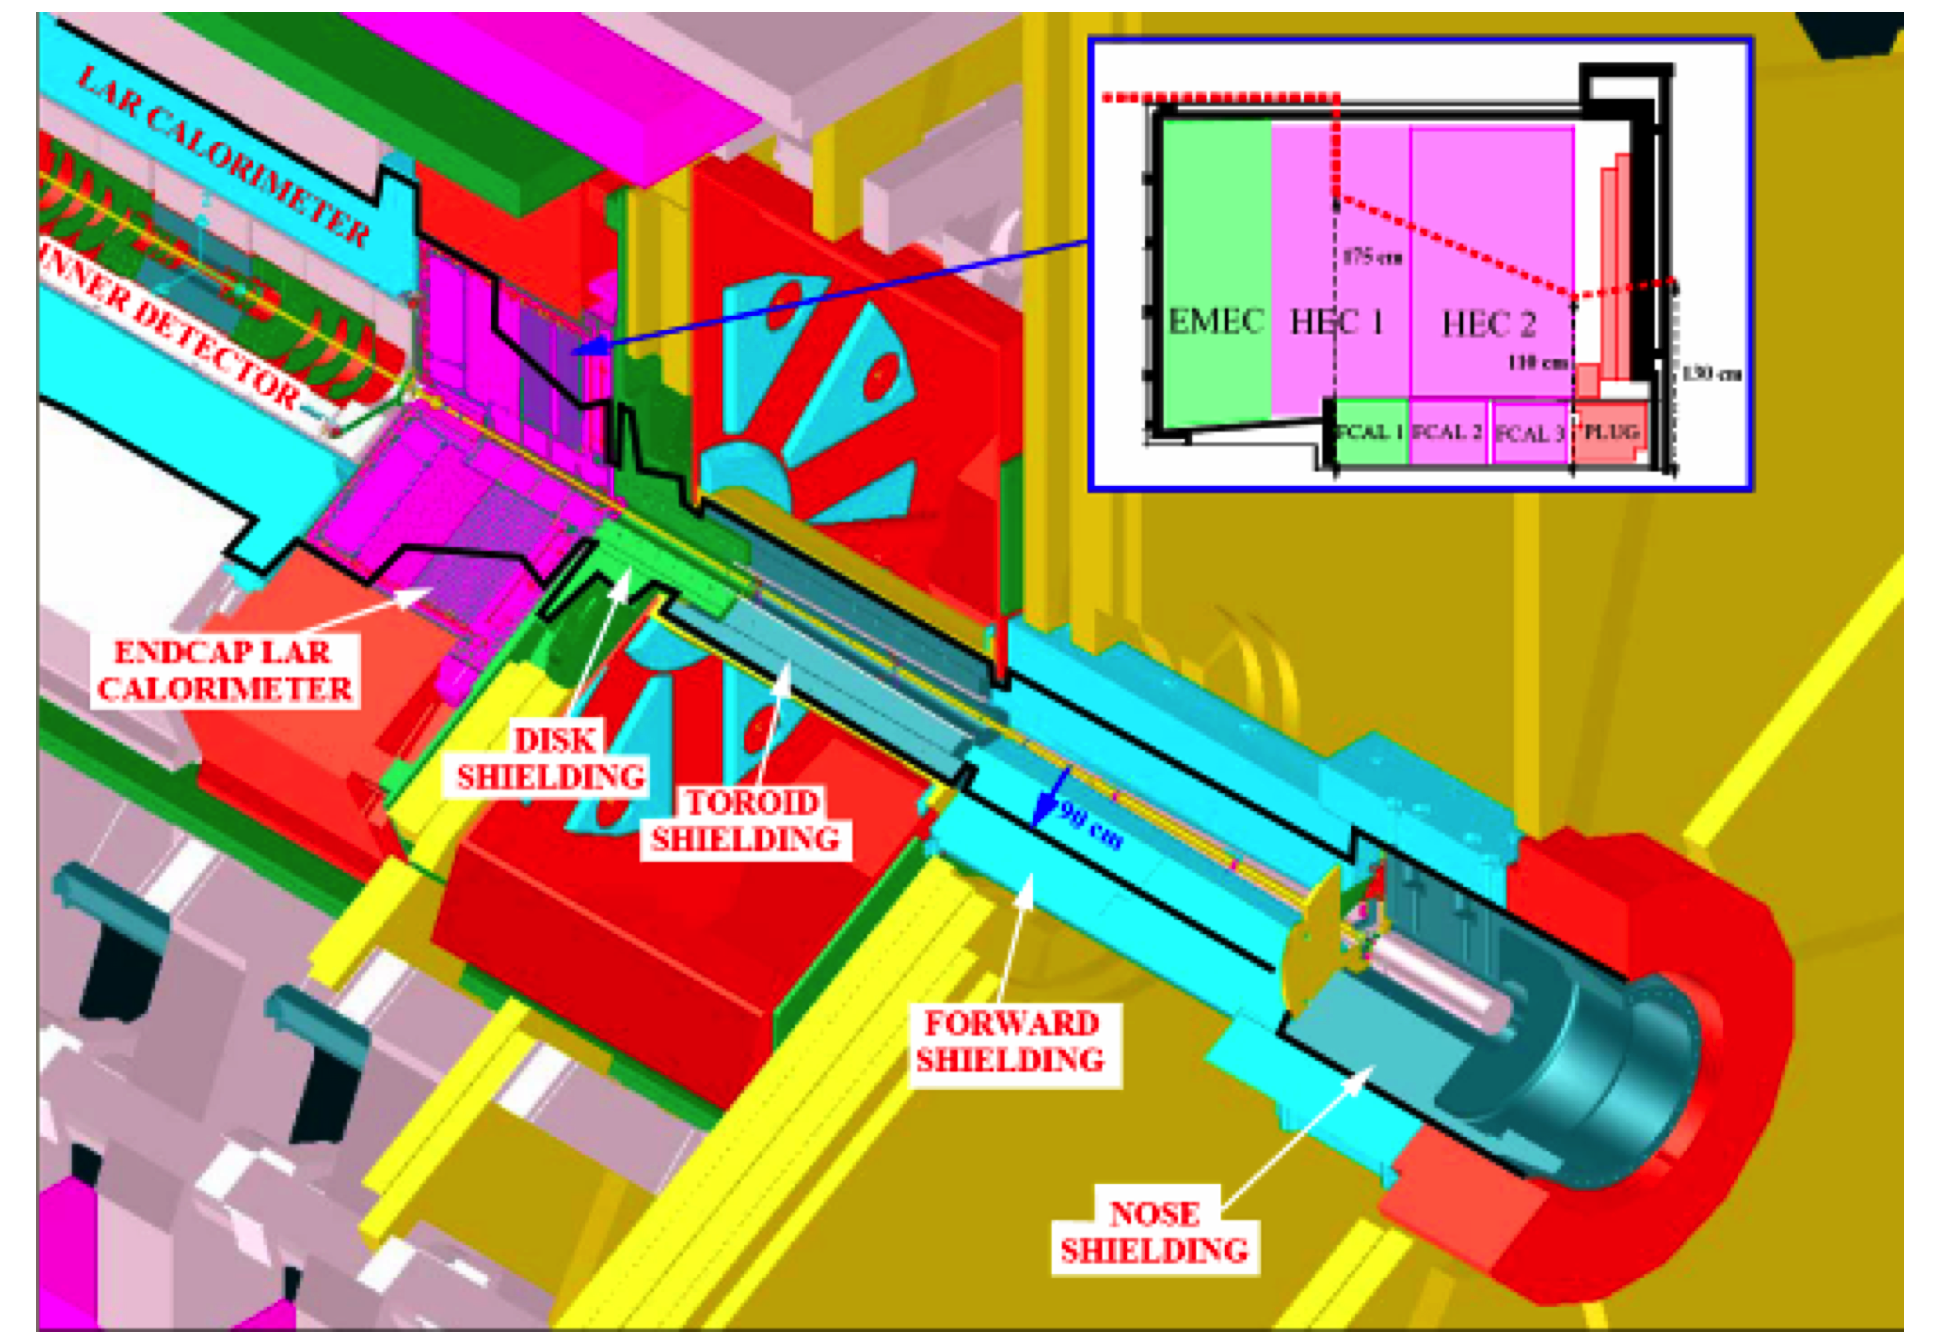 LAR CALORIMETER
INNER DETECTOR
175 cm
EMEC
HEC 1
HEC 2
110 cm
130 cm
FCAL 1
FCAL 2
FCAL 3
PLUG
ENDCAP LAR
CALORIMETER
DISK
SHIELDING
TOROID
SHIELDING
90 cm
FORWARD
SHIELDING
NOSE
SHIELDING